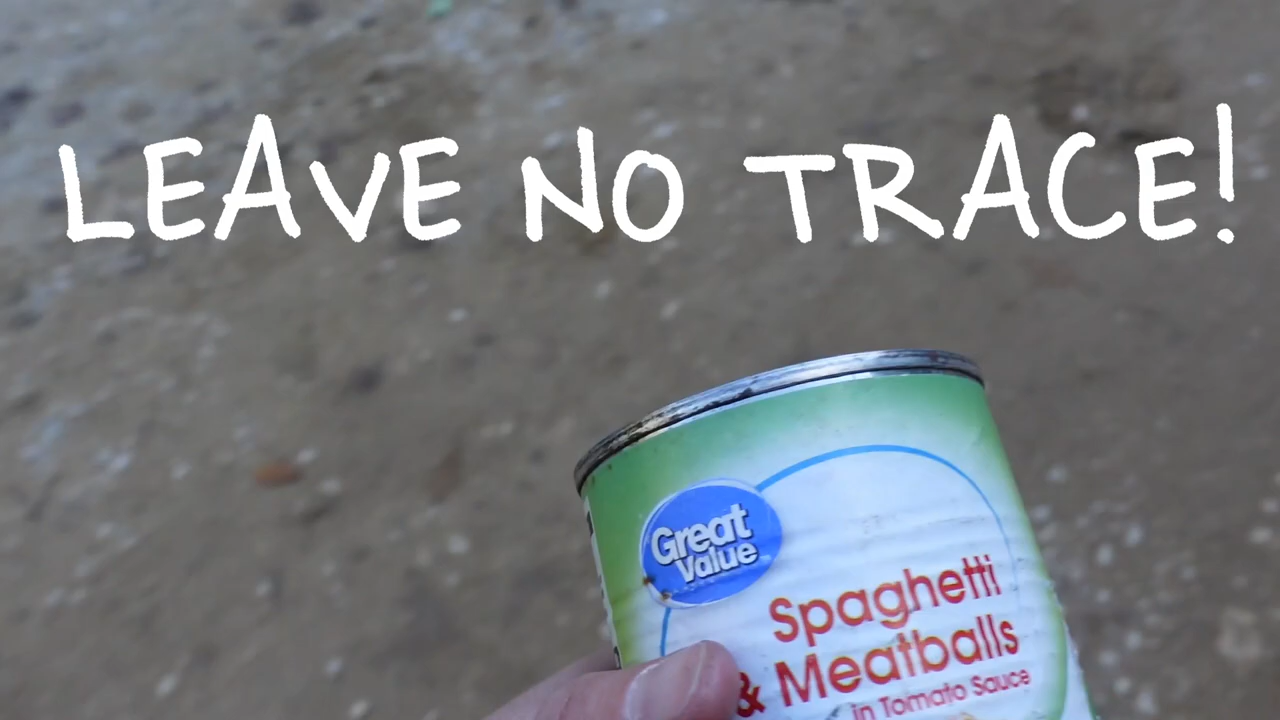 LEAVE NO TRACE!
Great
Value
Spaghetti
& Meatballs
in Tomato Sauce